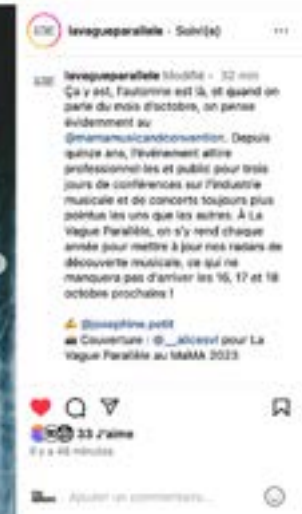 lavagueparallele · Suivi(e)
lavagueparallele Modifié · 32 min
Ça y est, l'automne est là, et quand on
parle du mois d'octobre, on pense
évidemment au
@mamamusicandconvention. Depuis
quinze ans, l'événement attire
professionnel·les et public pour trois
jours de conférences sur l'industrie
musicale et de concerts toujours plus
pointus les uns que les autres. À La
Vague Parallèle, on s'y rend chaque
année pour mettre à jour nos radars de
découverte musicale, ce qui ne
manquera pas d'arriver les 16, 17 et 18
octobre prochains !
✍️ @josephine.petit
📸 Couverture : @__alicesvl pour La
Vague Parallèle au MaMA 2023
33 J'aime
Il y a 46 minutes
Ajouter un commentaire...